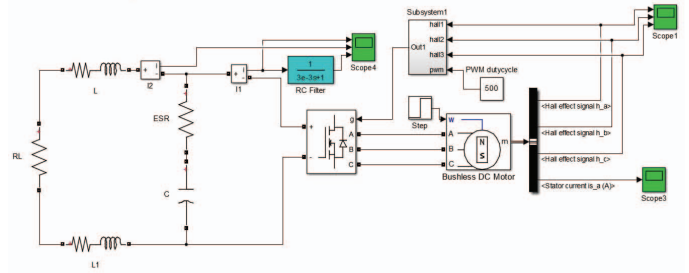 Subsystem1
hall1
hall2
hall3
Out1
pwm
PWM dutycycle
500
Scope1
Scope4
1
3e-3s+1
RC Filter
L
I2
I1
i
+
-
ESR
RL
C
L1
g
+
-
A
B
C
Step
w
A
B
C
N
S
m
Bushless DC Motor
<Hall effect signal h_a>
<Hall effect signal h_b>
<Hall effect signal h_c>
<Stator current is_a (A)>
Scope3